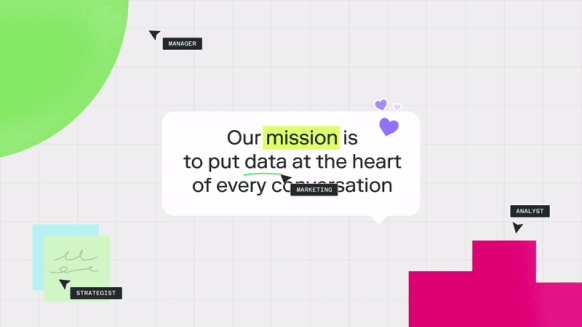 MANAGER
Our mission is
to put data at the heart
of every conversation
MARKETING
ANALYST
STRATEGIST